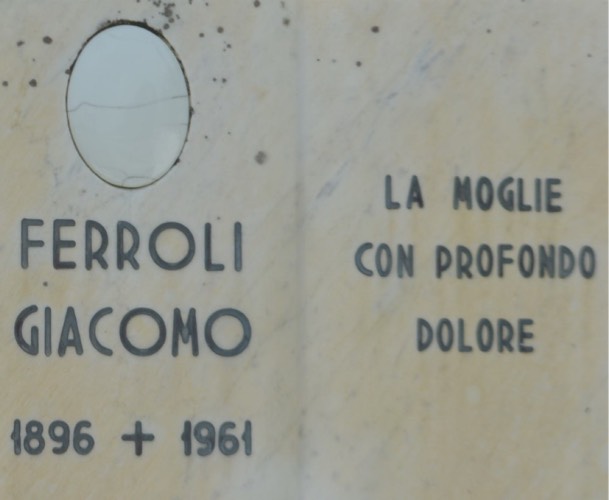 FERROLI
GIACOMO
1896 + 1961
LA MOGLIE
CON PROFONDO
DOLORE